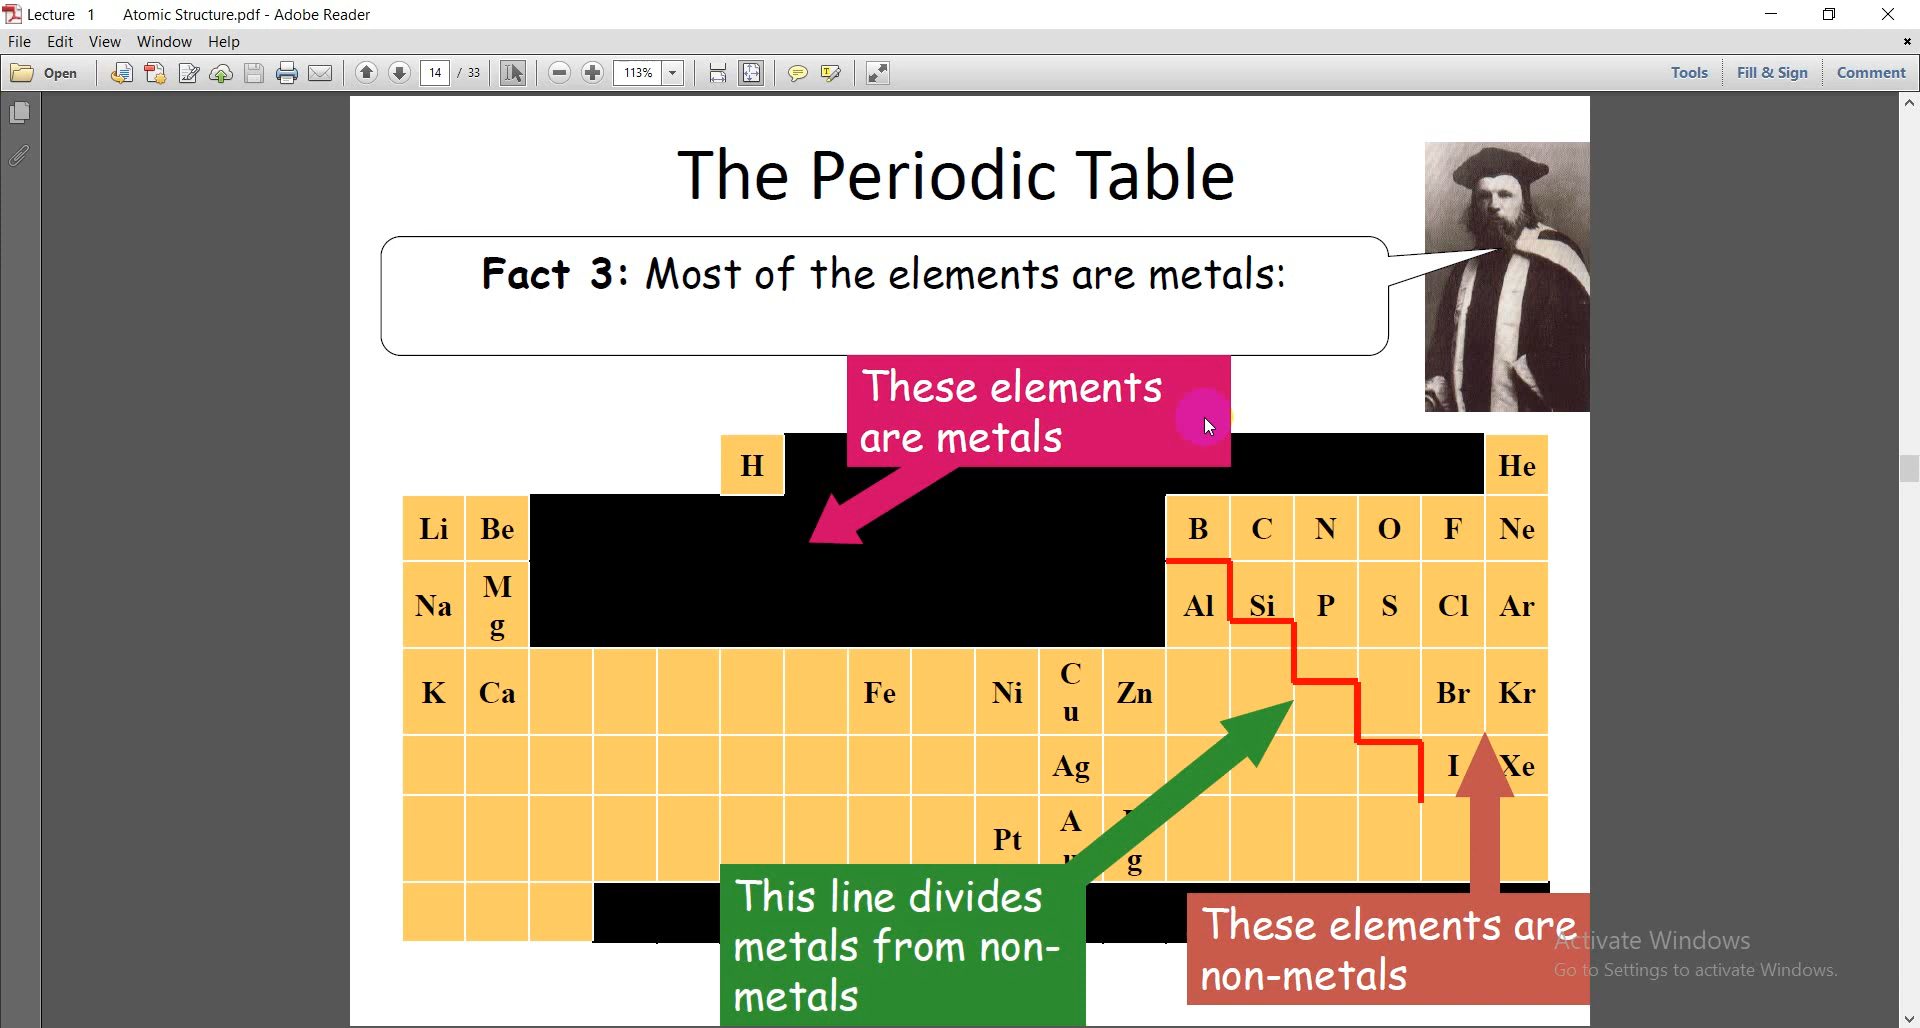 Lecture 1 Atomic Structure.pdf - Adobe Reader
File Edit View Window Help
Open 14 / 33 113% Tools Fill & Sign Comment
The Periodic Table
Fact 3: Most of the elements are metals:
These elements
are metals
H He
Li Be B C N O F Ne
Na M
g Al Si P S Cl Ar
K Ca Fe Ni C
u Zn Br Kr
Ag I Xe
Pt A
g
This line divides
metals from non-
metals
These elements are
non-metals
Activate Windows
Go to Settings to activate Windows.